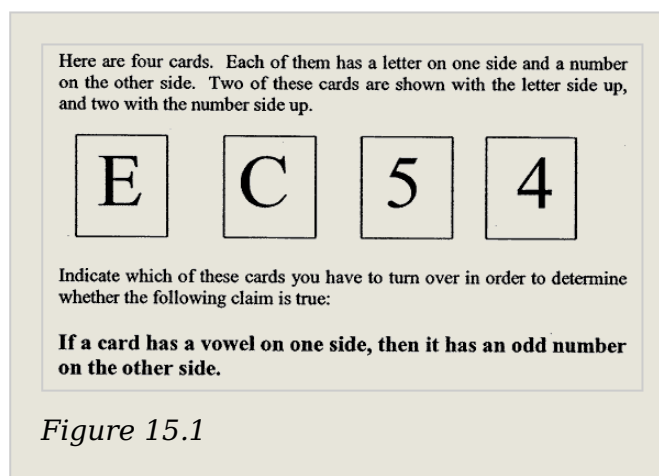 Here are four cards. Each of them has a letter on one side and a number
on the other side. Two of these cards are shown with the letter side up,
and two with the number side up.
E C 5 4
Indicate which of these cards you have to turn over in order to determine
whether the following claim is true:
If a card has a vowel on one side, then it has an odd number
on the other side.
Figure 15.1